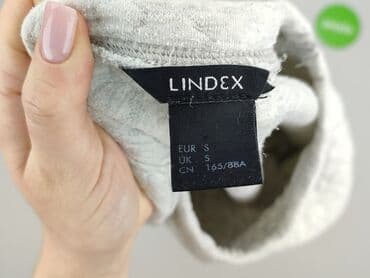 LINDEX
EUR S
UK S
CN 165/88A